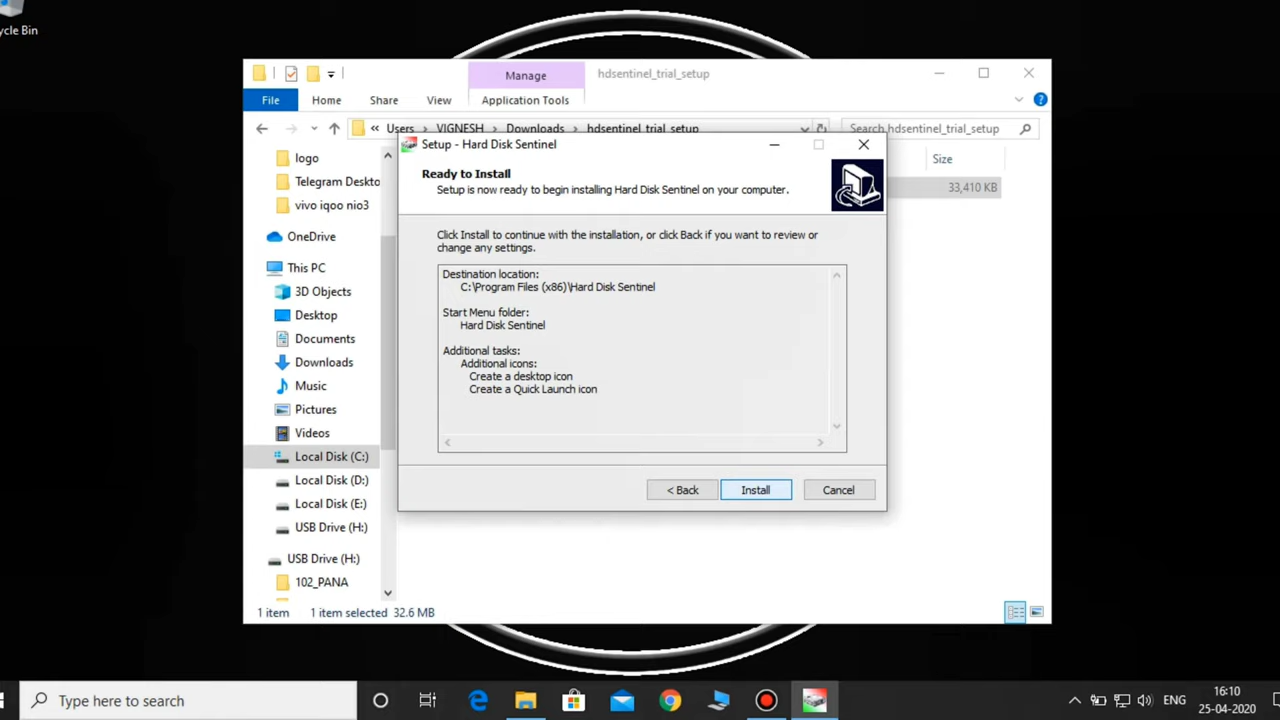 cycle Bin
Manage
hdsentinel_trial_setup
File
Home
Share
View
Application Tools
« Users VIGNESH Downloads hdsentinel_trial_setup
Search hdsentinel_trial_setup
Size
33,410 KB
logo
Telegram Deskto
vivo iqoo nio3
OneDrive
This PC
3D Objects
Desktop
Documents
Downloads
Music
Pictures
Videos
Local Disk (C:)
Local Disk (D:)
Local Disk (E:)
USB Drive (H:)
USB Drive (H:)
102_PANA
1 item
1 item selected 32.6 MB
Setup - Hard Disk Sentinel
Ready to Install
Setup is now ready to begin installing Hard Disk Sentinel on your computer.
Click Install to continue with the installation, or click Back if you want to review or
change any settings.
Destination location:
C:\Program Files (x86)\Hard Disk Sentinel
Start Menu folder:
Hard Disk Sentinel
Additional tasks:
Additional icons:
Create a desktop icon
Create a Quick Launch icon
< Back
Install
Cancel
Type here to search
ENG
16:10
25-04-2020